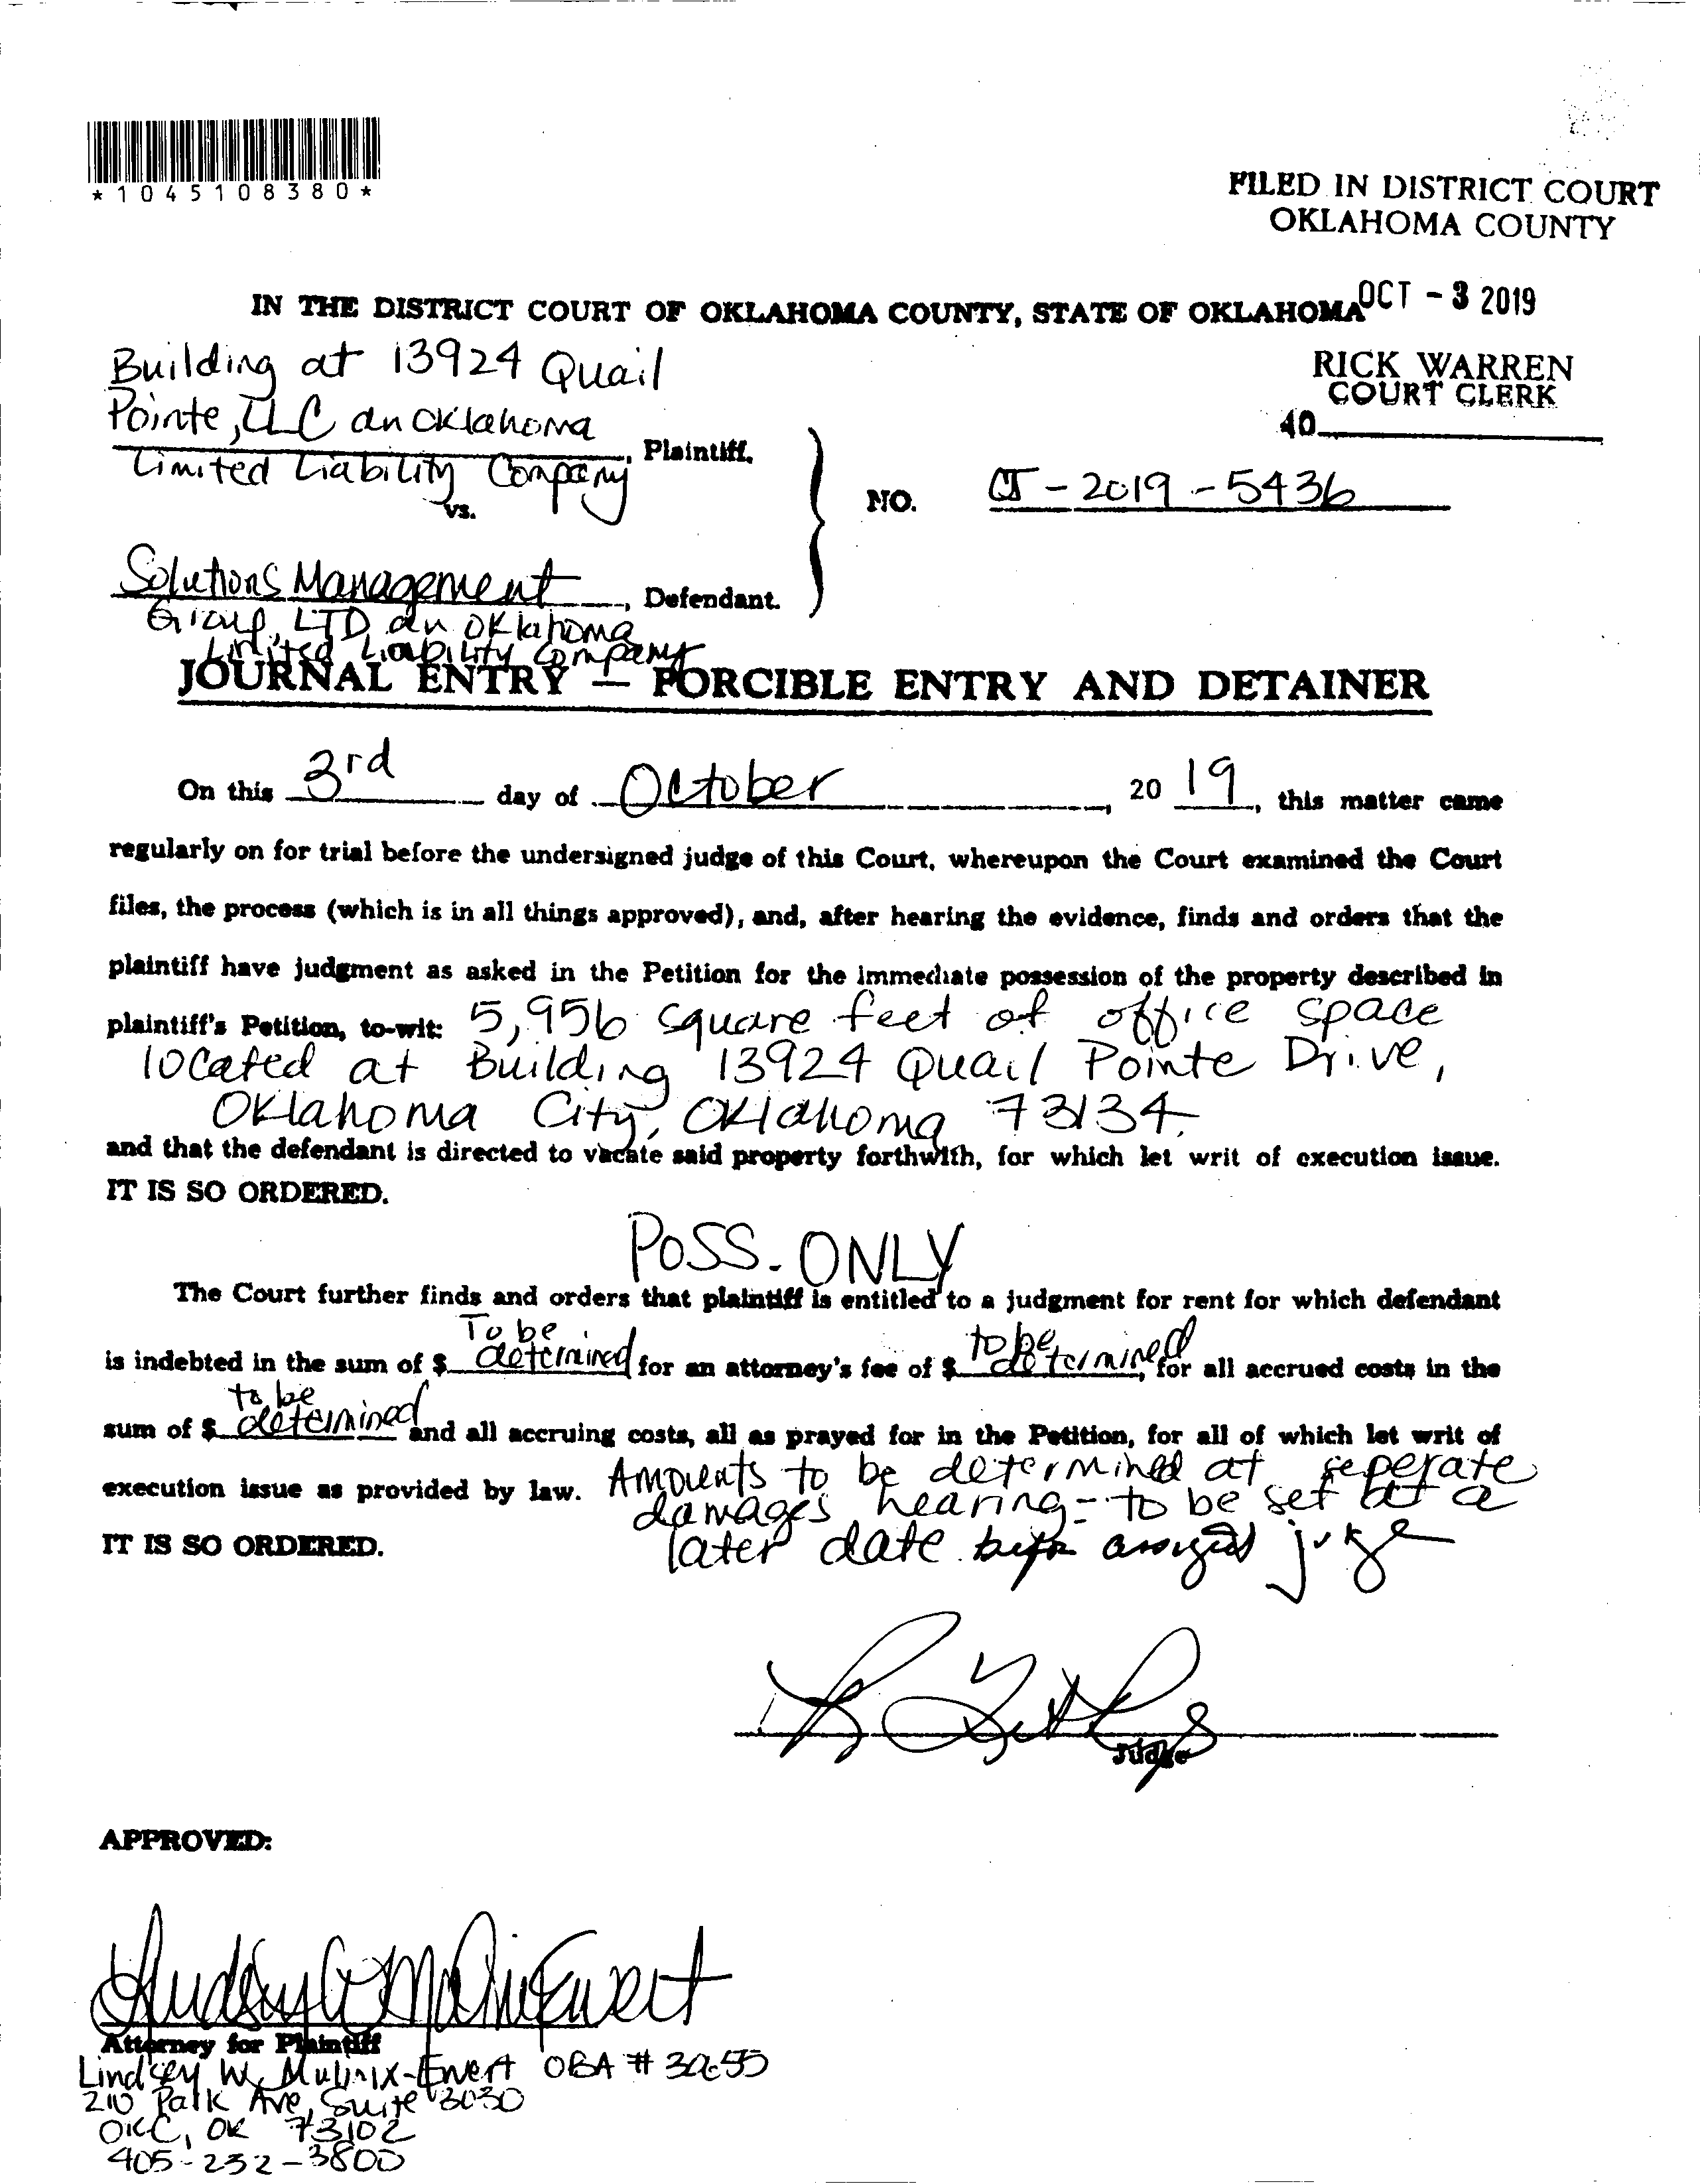 *1045108380*
FILED IN DISTRICT COURT
OKLAHOMA COUNTY
OCT - 3 2019
IN THE DISTRICT COURT OF OKLAHOMA COUNTY, STATE OF OKLAHOMA
RICK WARREN
COURT CLERK
40
Building at 13924 Quail
Pointe, LLC an Oklahoma
Limited Liability Company, Plaintiff,
vs.
NO. CJ-2019-5436
Solutions Management, Defendant.
Group, LTD an Oklahoma
Limited Liability Company
JOURNAL ENTRY — FORCIBLE ENTRY AND DETAINER
On this 3rd day of October, 2019, this matter came
regularly on for trial before the undersigned judge of this Court, whereupon the Court examined the Court
files, the process (which is in all things approved), and, after hearing the evidence, finds and orders that the
plaintiff have judgment as asked in the Petition for the immediate possession of the property described in
plaintiff's Petition, to-wit: 5,956 square feet of office space
located at Building 13924 Quail Pointe Drive,
Oklahoma City, Oklahoma 73134.
and that the defendant is directed to vacate said property forthwith, for which let writ of execution issue.
IT IS SO ORDERED.
POSS. ONLY
The Court further finds and orders that plaintiff is entitled to a judgment for rent for which defendant
is indebted in the sum of $ To be determined for an attorney's fee of $ to be determined, for all accrued costs in the
sum of $ to be determined and all accruing costs, all as prayed for in the Petition, for all of which let writ of
execution issue as provided by law. Amounts to be determined at seperate
damages hearing - to be set at a
later date before assigned judge
IT IS SO ORDERED.
Judge
APPROVED:
Attorney for Plaintiff
Lindsey W. Mulinix-Ewert OBA #
210 Park Ave, Suite 3030
OKC, OK 73102
405-232-3800